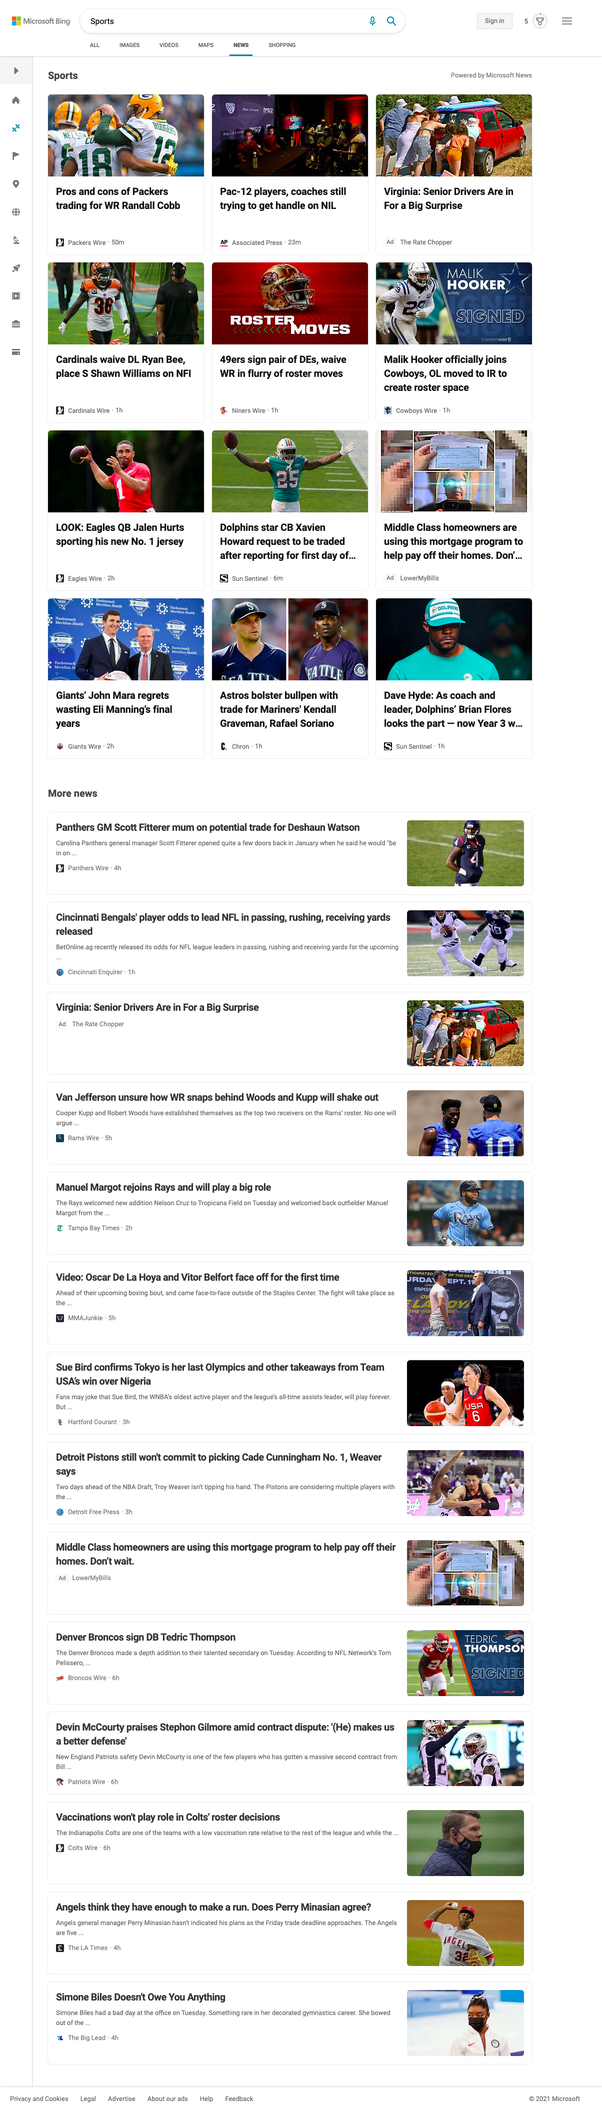 Microsoft Bing
Sports
Sign in
5
ALL IMAGES VIDEOS MAPS NEWS SHOPPING
Sports
Powered by Microsoft News
Pros and cons of Packers
trading for WR Randall Cobb
Packers Wire · 50m
Pac-12 players, coaches still
trying to get handle on NIL
AP Associated Press · 23m
Virginia: Senior Drivers Are in
For a Big Surprise
Ad The Rate Chopper
Cardinals waive DL Ryan Bee,
place S Shawn Williams on NFI
Cardinals Wire · 1h
ROSTER
MOVES
49ers sign pair of DEs, waive
WR in flurry of roster moves
Niners Wire · 1h
MALIK
HOOKER
SIGNED
Malik Hooker officially joins
Cowboys, OL moved to IR to
create roster space
Cowboys Wire · 1h
LOOK: Eagles QB Jalen Hurts
sporting his new No. 1 jersey
Eagles Wire · 2h
25
Dolphins star CB Xavien
Howard request to be traded
after reporting for first day of...
Sun Sentinel · 6m
Middle Class homeowners are
using this mortgage program to
help pay off their homes. Don'...
Ad LowerMyBills
Giants' John Mara regrets
wasting Eli Manning's final
years
Giants Wire · 2h
Astros bolster bullpen with
trade for Mariners' Kendall
Graveman, Rafael Soriano
Chron · 1h
Dave Hyde: As coach and
leader, Dolphins' Brian Flores
looks the part — now Year 3 w...
Sun Sentinel · 1h
More news
Panthers GM Scott Fitterer mum on potential trade for Deshaun Watson
Carolina Panthers general manager Scott Fitterer opened quite a few doors back in January when he said he would "be
in on ...
Panthers Wire · 4h
Cincinnati Bengals' player odds to lead NFL in passing, rushing, receiving yards
released
BetOnline.ag recently released its odds for NFL league leaders in passing, rushing and receiving yards for the upcoming
...
Cincinnati Enquirer · 1h
Virginia: Senior Drivers Are in For a Big Surprise
Ad The Rate Chopper
Van Jefferson unsure how WR snaps behind Woods and Kupp will shake out
Cooper Kupp and Robert Woods have established themselves as the top two receivers on the Rams' roster. No one will
argue ...
Rams Wire · 5h
Manuel Margot rejoins Rays and will play a big role
The Rays welcomed new addition Nelson Cruz to Tropicana Field on Tuesday and welcomed back outfielder Manuel
Margot from the ...
Tampa Bay Times · 2h
Video: Oscar De La Hoya and Vitor Belfort face off for the first time
Ahead of their upcoming boxing bout, and came face-to-face outside of the Staples Center. The fight will take place as
the ...
MMAJunkie · 5h
Sue Bird confirms Tokyo is her last Olympics and other takeaways from Team
USA's win over Nigeria
Fans may joke that Sue Bird, the WNBA's oldest active player and the league's all-time assists leader, will play forever.
But ...
Hartford Courant · 3h
USA
6
Detroit Pistons still won't commit to picking Cade Cunningham No. 1, Weaver
says
Two days ahead of the NBA Draft, Troy Weaver isn't tipping his hand. The Pistons are considering multiple players with
the ...
Detroit Free Press · 3h
Middle Class homeowners are using this mortgage program to help pay off their
homes. Don't wait.
Ad LowerMyBills
Denver Broncos sign DB Tedric Thompson
The Denver Broncos made a depth addition to their talented secondary on Tuesday. According to NFL Network's Tom
Pelissero, ...
Broncos Wire · 6h
TEDRIC
THOMPSON
SIGNED
Devin McCourty praises Stephon Gilmore amid contract dispute: '(He) makes us
a better defense'
New England Patriots safety Devin McCourty is one of the few players who has gotten a massive second contract from
Bill ...
Patriots Wire · 6h
Vaccinations won't play role in Colts' roster decisions
The Indianapolis Colts are one of the teams with a low vaccination rate relative to the rest of the league and while the ...
Colts Wire · 6h
Angels think they have enough to make a run. Does Perry Minasian agree?
Angels general manager Perry Minasian hasn't indicated his plans as the Friday trade deadline approaches. The Angels
are five ...
The LA Times · 4h
Simone Biles Doesn't Owe You Anything
Simone Biles had a bad day at the office on Tuesday. Something rare in her decorated gymnastics career. She bowed
out of the ...
The Big Lead · 4h
Privacy and Cookies Legal Advertise About our ads Help Feedback
© 2021 Microsoft